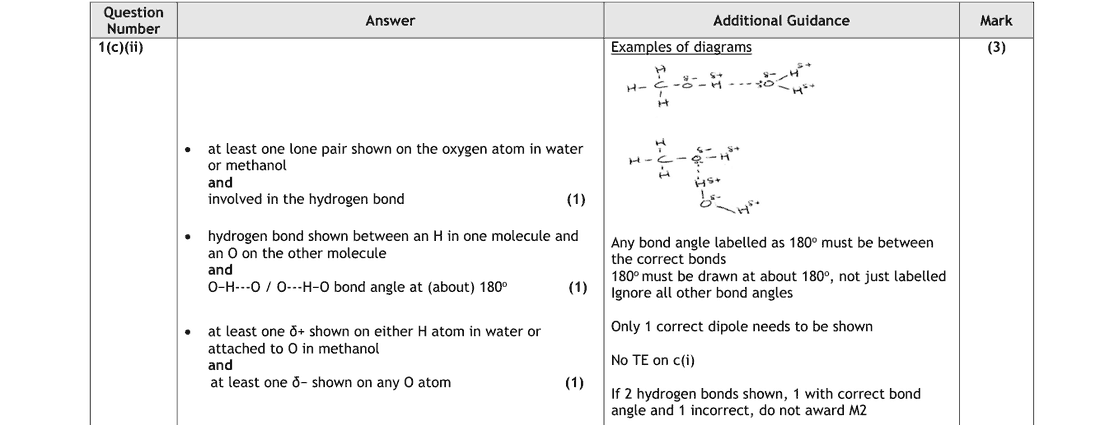 Question Number
Answer
Additional Guidance
Mark
1(c)(ii)
at least one lone pair shown on the oxygen atom in water
or methanol
and
involved in the hydrogen bond (1)
hydrogen bond shown between an H in one molecule and
an O on the other molecule
and
O–H---O / O---H–O bond angle at (about) 180° (1)
at least one δ+ shown on either H atom in water or
attached to O in methanol
and
at least one δ– shown on any O atom (1)
Examples of diagrams
H
H – C – O δ– – H δ+ ---- :O δ– H δ+
H
H δ+
H
H – C – O δ– – H δ+
H
H δ+
O δ–
H δ+
Any bond angle labelled as 180° must be between
the correct bonds
180° must be drawn at about 180°, not just labelled
Ignore all other bond angles
Only 1 correct dipole needs to be shown
No TE on c(i)
If 2 hydrogen bonds shown, 1 with correct bond
angle and 1 incorrect, do not award M2
(3)